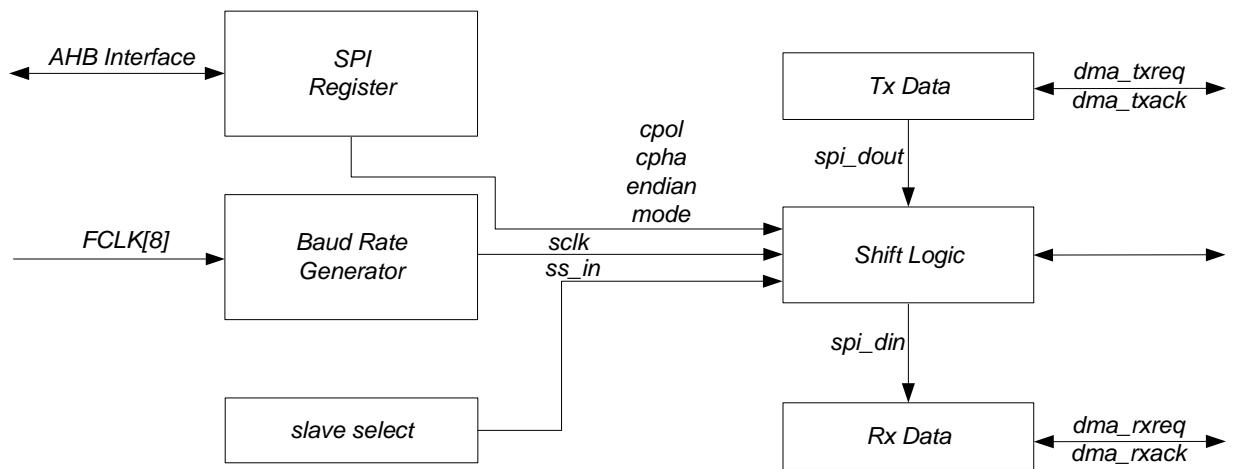 AHB Interface
SPI
Register
Tx Data
dma_txreq
dma_txack
cpol
cpha
endian
mode
spi_dout
FCLK[8]
Baud Rate
Generator
sclk
ss_in
Shift Logic
spi_din
slave select
Rx Data
dma_rxreq
dma_rxack